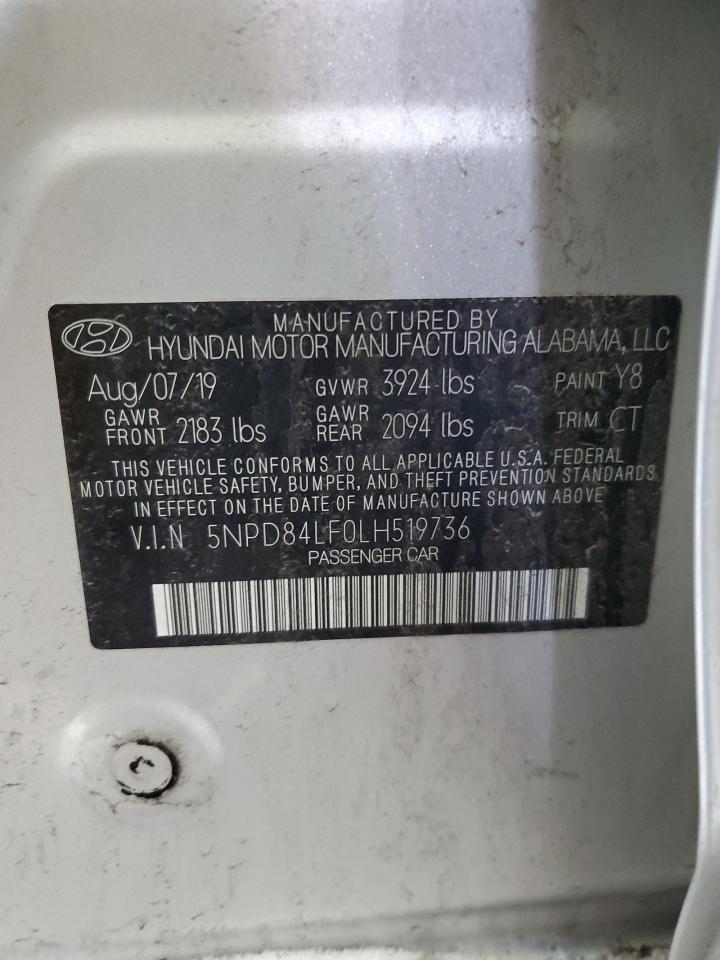 MANUFACTURED BY
HYUNDAI MOTOR MANUFACTURING ALABAMA, LLC
Aug/07/19 GVWR 3924 lbs PAINT Y8
GAWR FRONT 2183 lbs GAWR REAR 2094 lbs TRIM CT
THIS VEHICLE CONFORMS TO ALL APPLICABLE U.S.A. FEDERAL
MOTOR VEHICLE SAFETY, BUMPER, AND THEFT PREVENTION STANDARDS
IN EFFECT ON THE DATE OF MANUFACTURE SHOWN ABOVE
V.I.N 5NPD84LF0LH519736
PASSENGER CAR